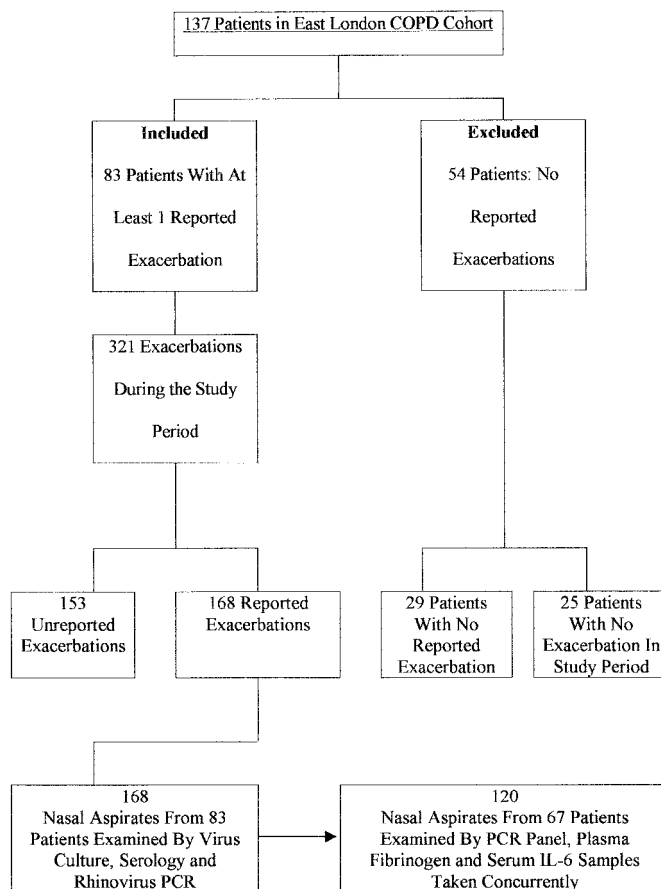 137 Patients in East London COPD Cohort
Included
83 Patients With At
Least 1 Reported
Exacerbation
Excluded
54 Patients: No
Reported
Exacerbations
321 Exacerbations
During the Study
Period
153
Unreported
Exacerbations
168 Reported
Exacerbations
29 Patients
With No
Reported
Exacerbation
25 Patients
With No
Exacerbation In
Study Period
168
Nasal Aspirates From 83
Patients Examined By Virus
Culture, Serology and
Rhinovirus PCR
120
Nasal Aspirates From 67 Patients
Examined By PCR Panel, Plasma
Fibrinogen and Serum IL-6 Samples
Taken Concurrently